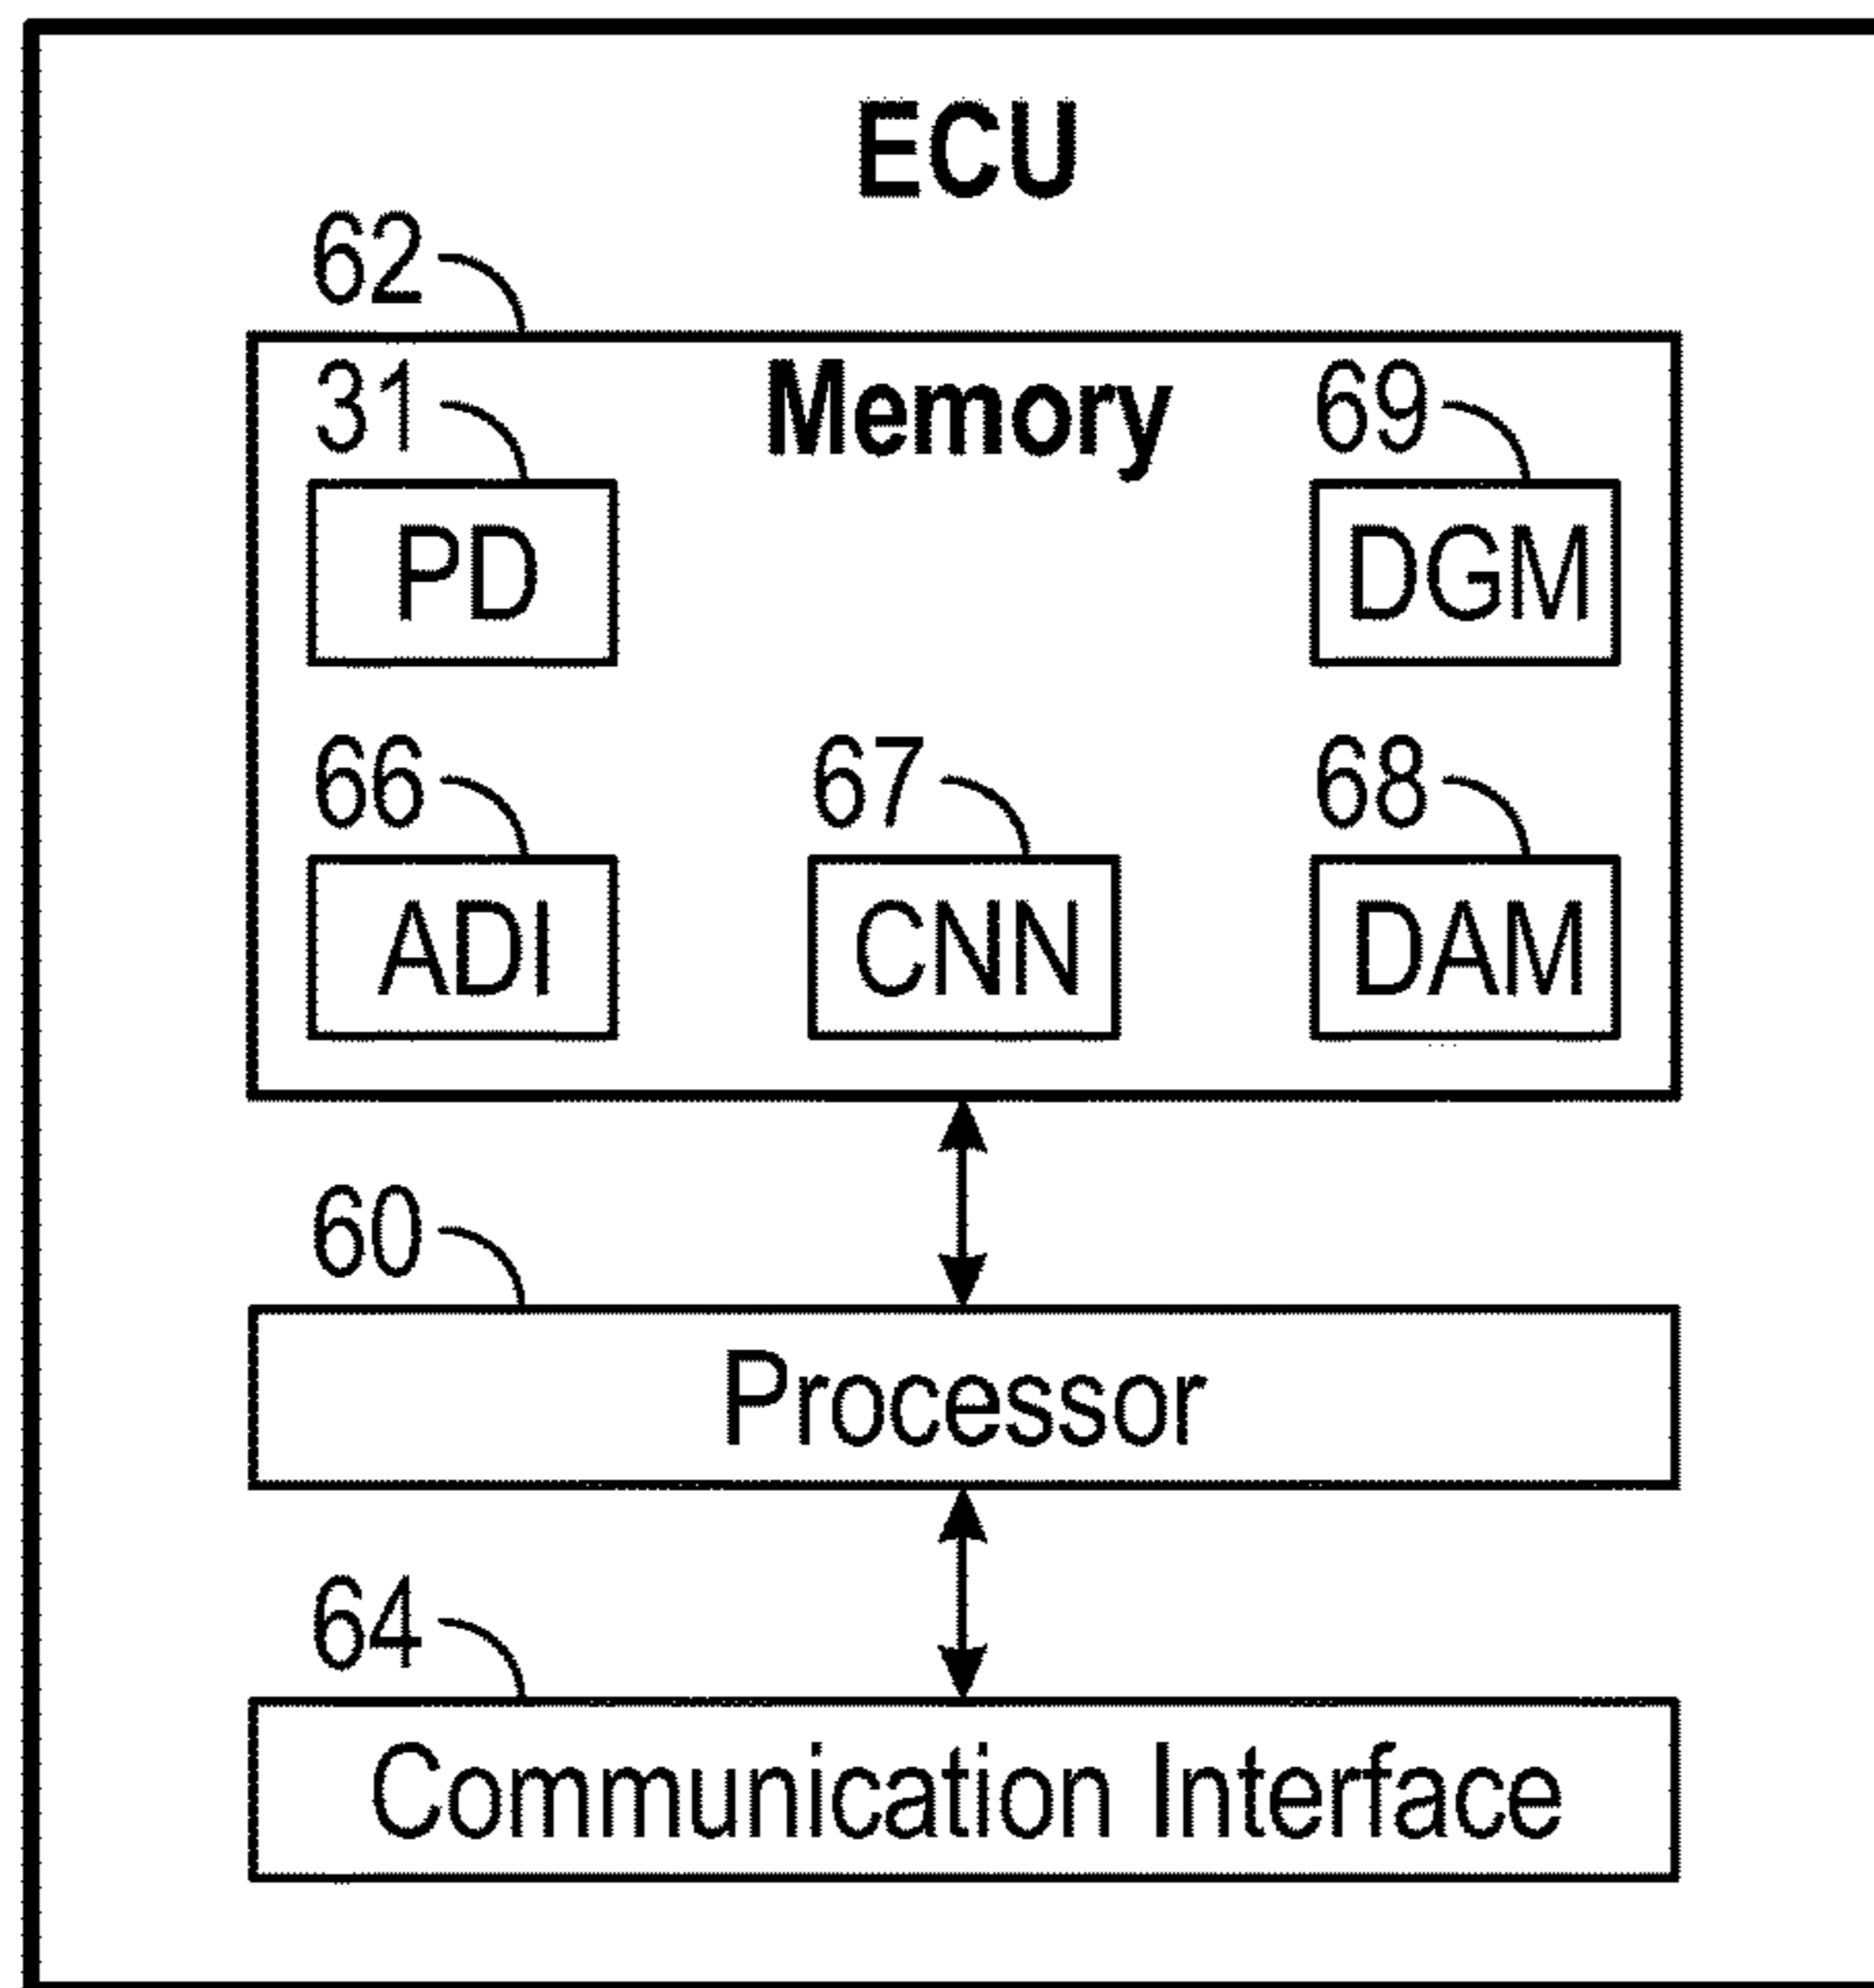 ECU
62
31 Memory 69
PD DGM
66 67 68
ADI CNN DAM
60
Processor
64
Communication Interface